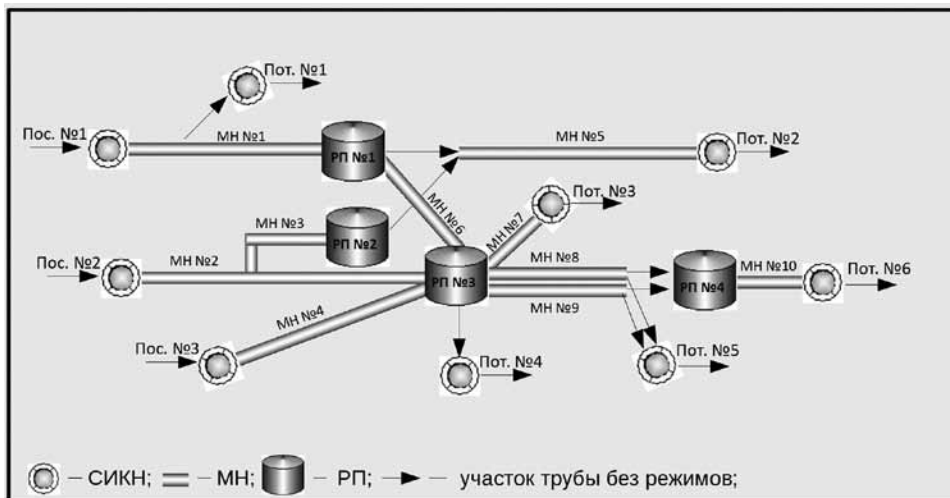 Пот. №1
Пос. №1
МН №1
РП №1
МН №5
Пот. №2
Пот. №3
МН №3
РП №2
МН №6
МН №7
Пос. №2
МН №2
РП №3
МН №8
МН №10
Пот. №6
РП №4
МН №9
МН №4
Пос. №3
Пот. №4
Пот. №5
– СИКН; – МН; – РП; – участок трубы без режимов;